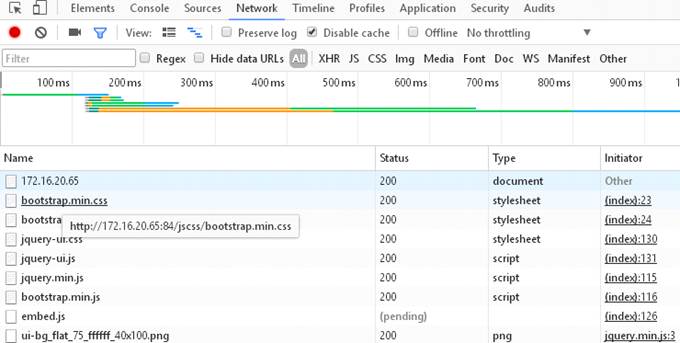 Elements Console Sources Network Timeline Profiles Application Security Audits
View: Preserve log Disable cache Offline No throttling
Filter Regex Hide data URLs All XHR JS CSS Img Media Font Doc WS Manifest Other
100 ms 200 ms 300 ms 400 ms 500 ms 600 ms 700 ms 800 ms 900 ms 1
Name Status Type Initiator
172.16.20.65 200 document Other
bootstrap.min.css 200 stylesheet (index):23
bootstra 200 stylesheet (index):24
http://172.16.20.65:84/jscss/bootstrap.min.css
jquery-ui.css 200 stylesheet (index):130
jquery-ui.js 200 script (index):131
jquery.min.js 200 script (index):115
bootstrap.min.js 200 script (index):116
embed.js (pending) (index):126
ui-bg_flat_75_ffffff_40x100.png 200 png jquery.min.js:3